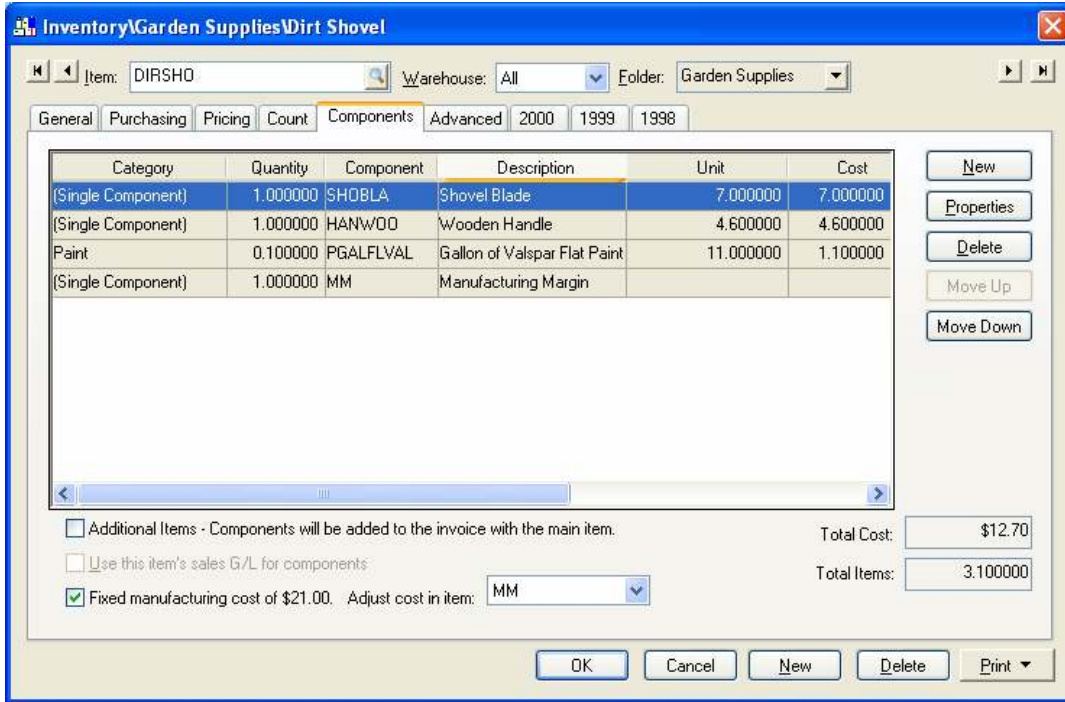 Inventory\Garden Supplies\Dirt Shovel
Item: DIRSHO Warehouse: All Folder: Garden Supplies
General Purchasing Pricing Count Components Advanced 2000 1999 1998
Category Quantity Component Description Unit Cost
(Single Component) 1.000000 SHOBLA Shovel Blade 7.000000 7.000000
(Single Component) 1.000000 HANWOO Wooden Handle 4.600000 4.600000
Paint 0.100000 PGALFLVAL Gallon of Valspar Flat Paint 11.000000 1.100000
(Single Component) 1.000000 MM Manufacturing Margin
New
Properties
Delete
Move Up
Move Down
Additional Items - Components will be added to the invoice with the main item.
Use this item's sales G/L for components
Fixed manufacturing cost of $21.00. Adjust cost in item: MM
Total Cost: $12.70
Total Items: 3.100000
OK Cancel New Delete Print